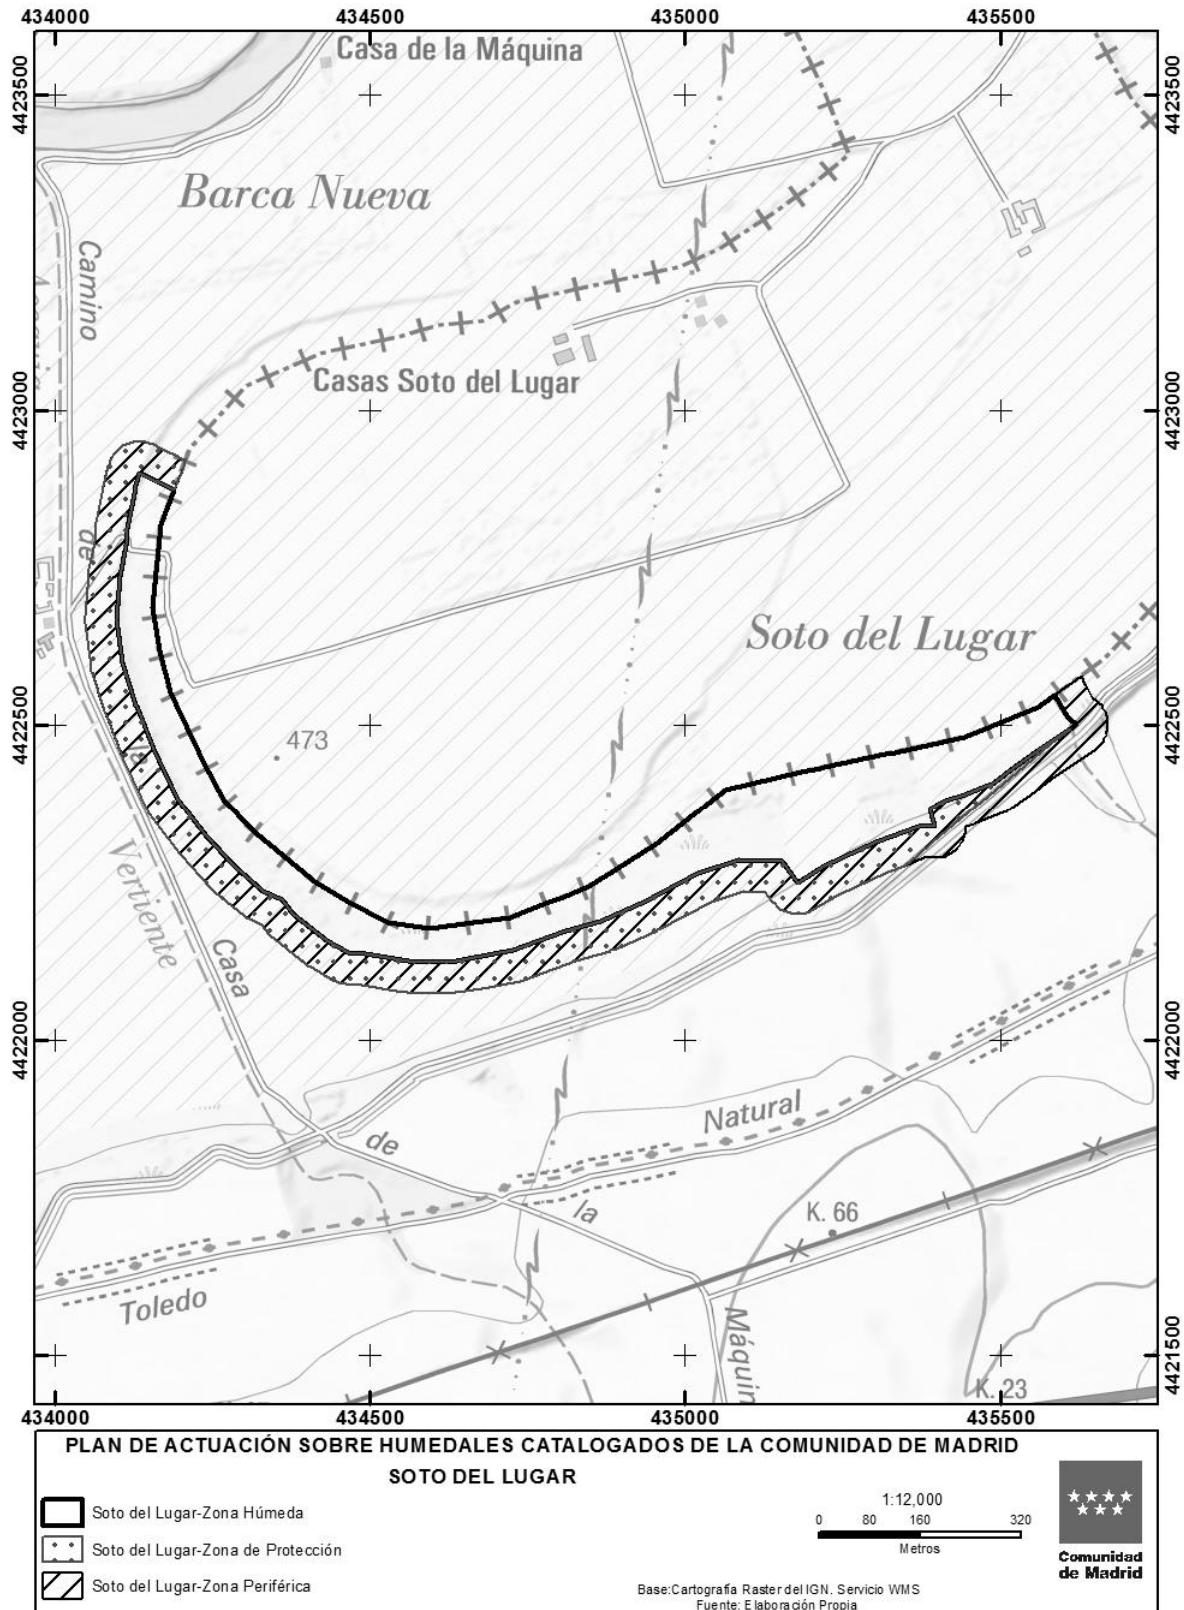 434000 434500 435000 435500
Casa de la Máquina
4423500 4423500
Barca Nueva
Camino
Casas Soto del Lugar
4423000 4423000
de
Soto del Lugar
4422500 4422500
473
la
Vertiente
Casa
4422000 4422000
Natural
de
la
K. 66
Toledo
Máquin
4421500 4421500
K. 23
434000 434500 435000 435500
PLAN DE ACTUACIÓN SOBRE HUMEDALES CATALOGADOS DE LA COMUNIDAD DE MADRID
SOTO DEL LUGAR
Soto del Lugar-Zona Húmeda
Soto del Lugar-Zona de Protección
Soto del Lugar-Zona Periférica
1:12,000
0 80 160 320
Metros
Base:Cartografía Raster del IGN. Servicio WMS
Fuente: Elaboración Propia
Comunidad
de Madrid